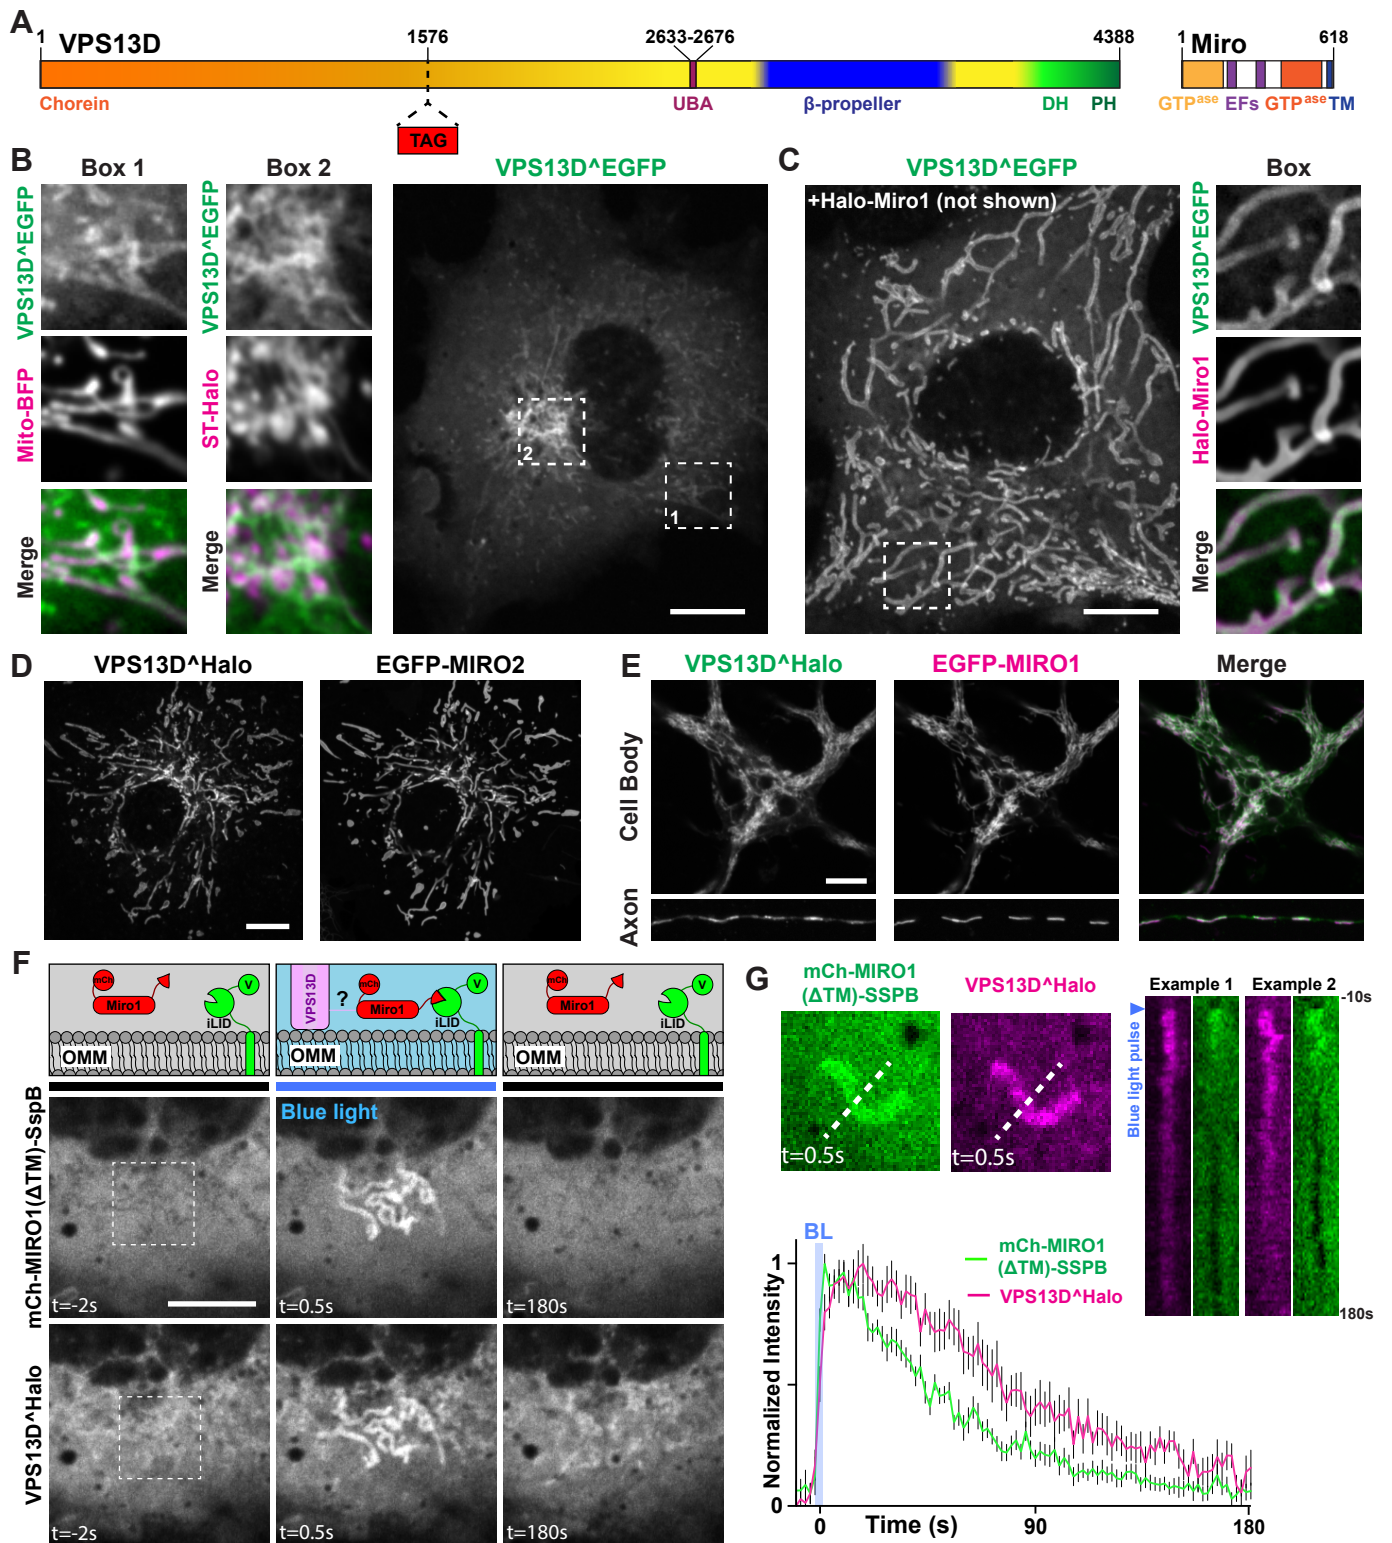 A
1 VPS13D 1576 2633-2676 4388
1 Miro 618
Chorein UBA β-propeller DH PH
GTPase EFs GTPase TM
TAG
B
Box 1 Box 2 VPS13D^EGFP
VPS13D^EGFP
Mito-BFP
Merge
VPS13D^EGFP
ST-Halo
Merge
2
1
C
VPS13D^EGFP Box
+Halo-Miro1 (not shown)
VPS13D^EGFP
Halo-Miro1
Merge
D
VPS13D^Halo EGFP-MIRO2
E
VPS13D^Halo EGFP-MIRO1 Merge
Cell Body
Axon
F
mCh
Miro1
V
iLID
OMM
VPS13D
?
mCh
Miro1
V
iLID
OMM
mCh
Miro1
V
iLID
OMM
mCh-MIRO1(ΔTM)-SspB
Blue light
t=-2s t=0.5s t=180s
VPS13D^Halo
t=-2s t=0.5s t=180s
G
mCh-MIRO1
(ΔTM)-SSPB
VPS13D^Halo
t=0.5s
t=0.5s
Example 1 Example 2
Blue light pulse
-10s
180s
BL
mCh-MIRO1
(ΔTM)-SSPB
VPS13D^Halo
Normalized Intensity
1
0
0 90 180
Time (s)